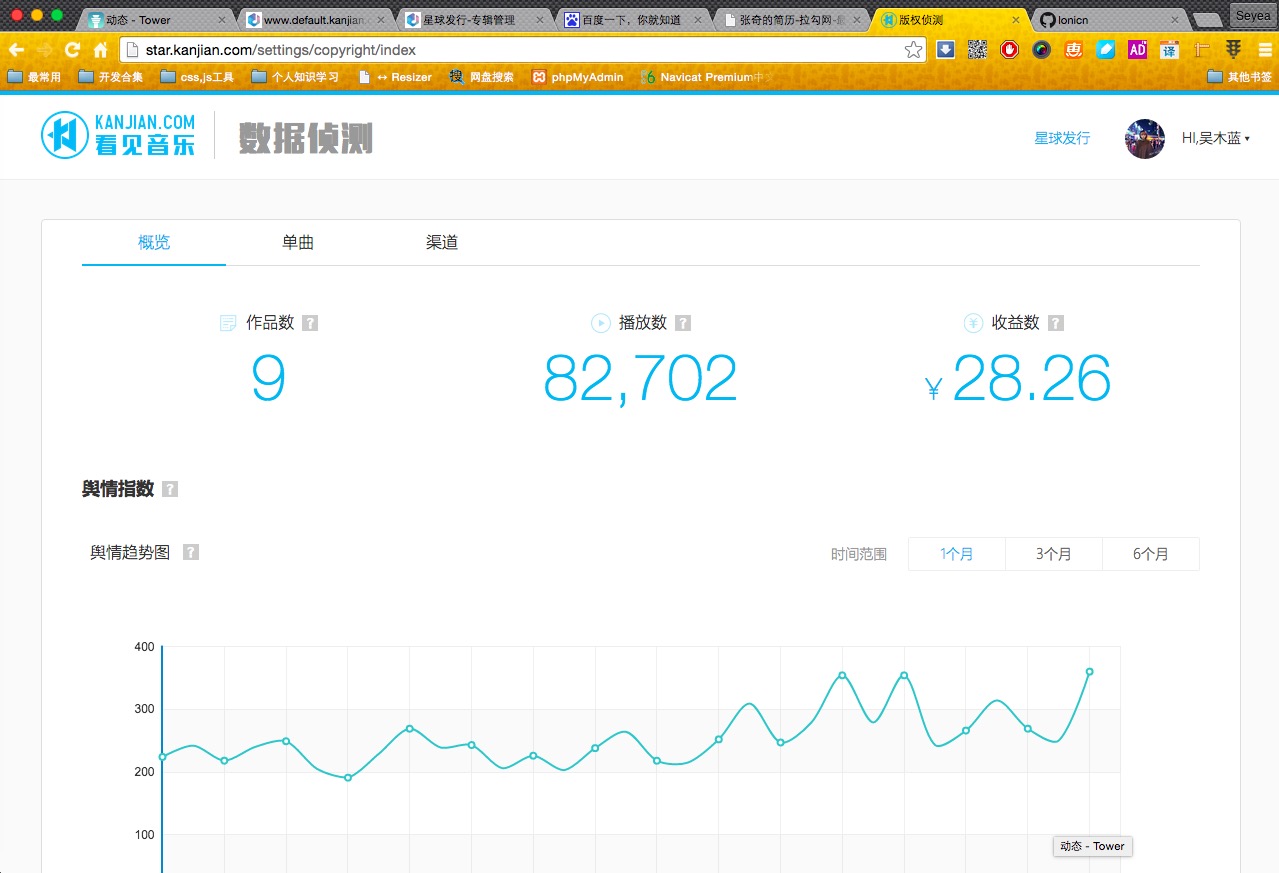 动态 - Tower
www.default.kanjian.
星球发行-专辑管理
百度一下，你就知道
张奇的简历-拉勾网-
版权侦测
Ionicn
Seyea
star.kanjian.com/settings/copyright/index
最常用
开发合集
css,js工具
个人知识学习
↔ Resizer
网盘搜索
phpMyAdmin
Navicat Premium中文
其他书签
KANJIAN.COM
看见音乐
数据侦测
星球发行
HI,吴木蓝
概览
单曲
渠道
作品数 ?
播放数 ?
收益数 ?
9
82,702
¥ 28.26
舆情指数 ?
舆情趋势图 ?
时间范围
1个月
3个月
6个月
400
300
200
100
动态 - Tower